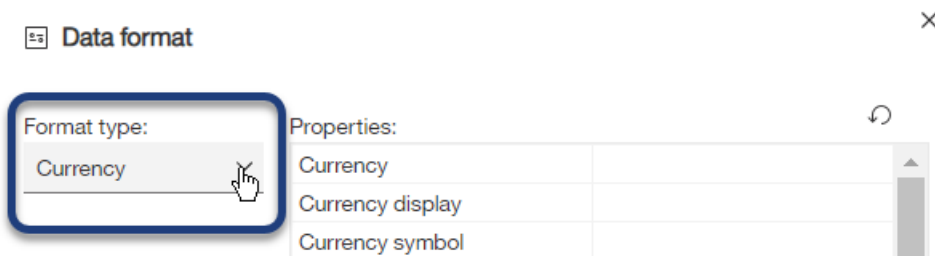 Data format
Format type:
Properties:
Currency
Currency
Currency display
Currency symbol